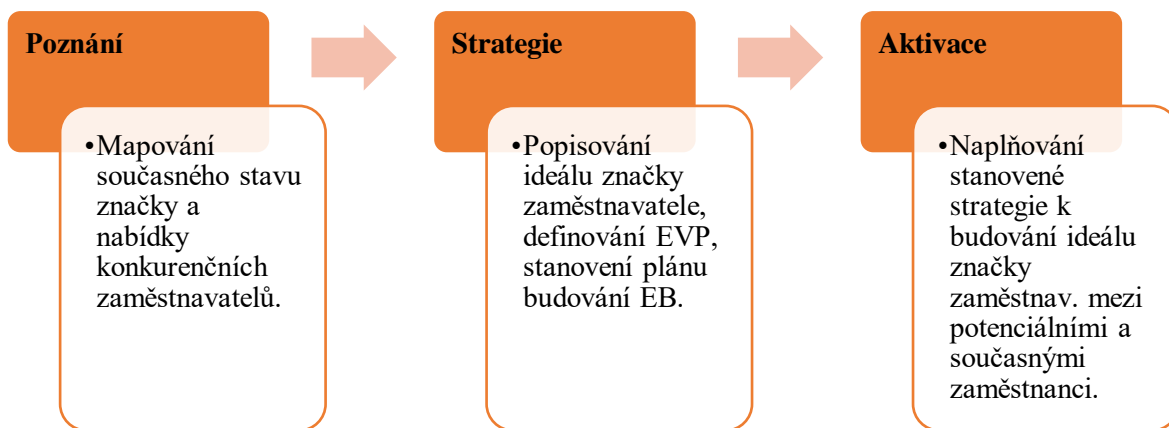 Poznání
•Mapování
současného stavu
značky a
nabídky
konkurenčních
zaměstnavatelů.
Strategie
•Popisování
ideálu značky
zaměstnavatele,
definování EVP,
stanovení plánu
budování EB.
Aktivace
•Naplňování
stanovené
strategie k
budování ideálu
značky
zaměstnav. mezi
potenciálními a
současnými
zaměstnanci.